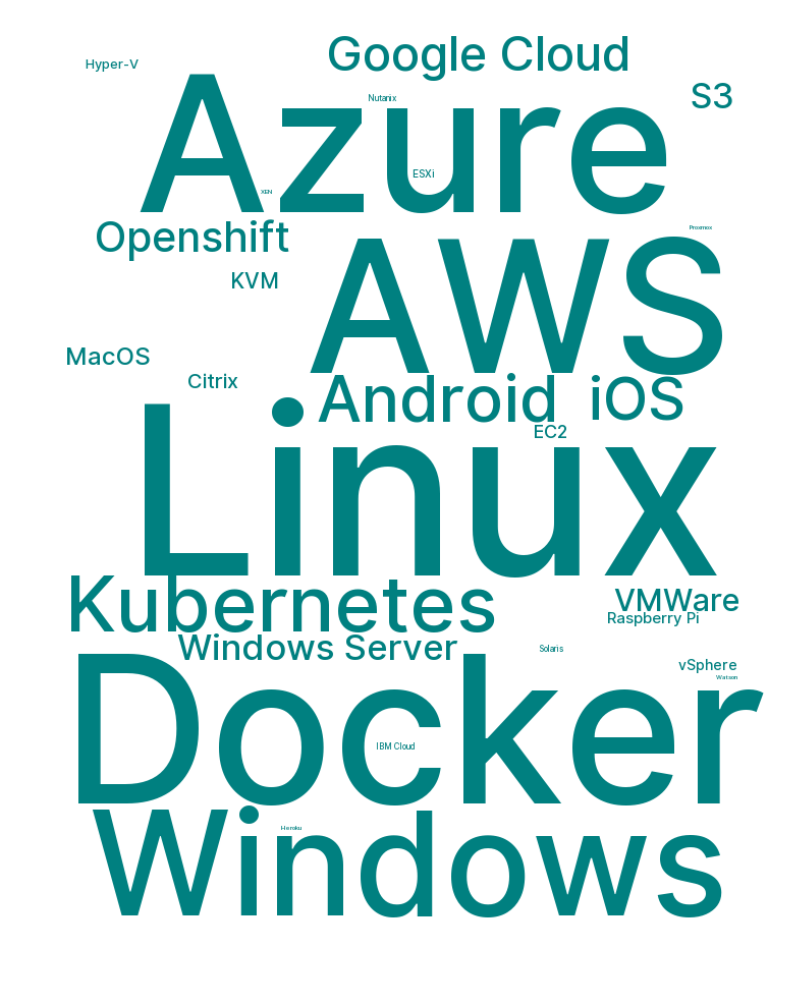 Google Cloud
Hyper-V
S3
Nutanix
Azure
ESXi
XEN
Openshift
Proxmox
AWS
KVM
MacOS
Citrix
Android
iOS
EC2
Linux
Kubernetes
VMWare
Raspberry Pi
Windows Server
Solaris
vSphere
Watson
Docker
IBM Cloud
Heroku
Windows